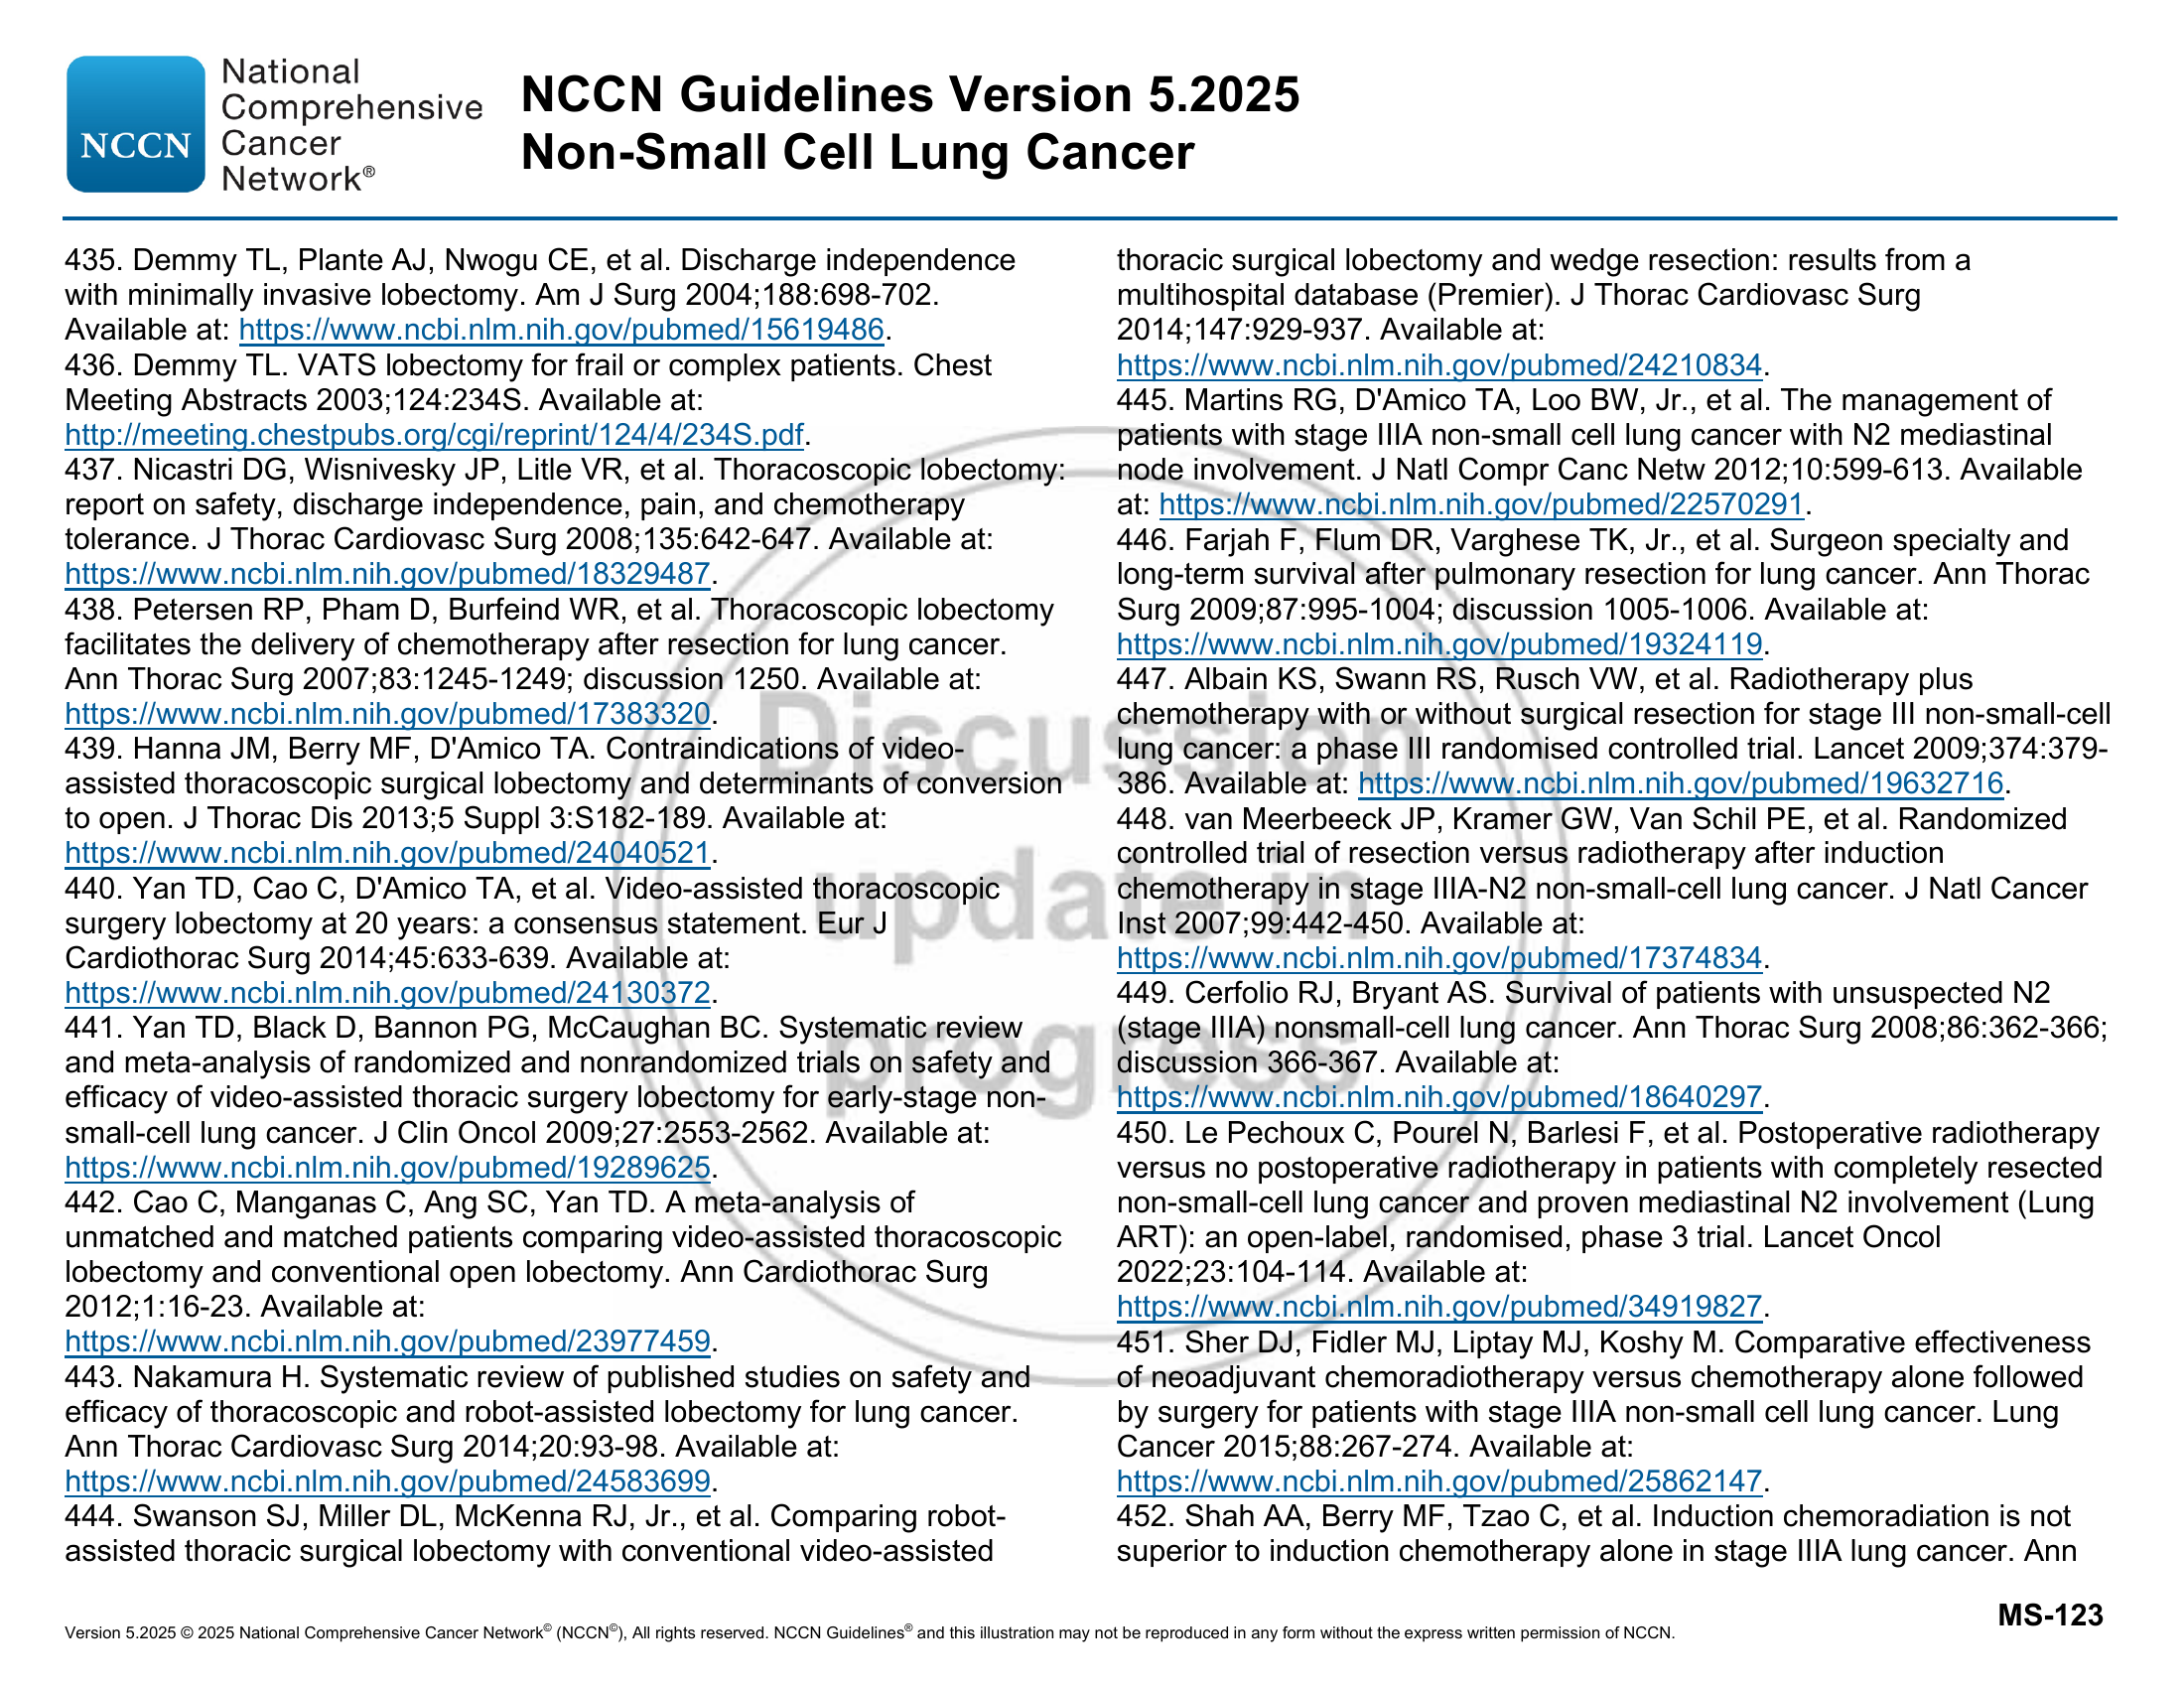 NCCN
National
Comprehensive
Cancer
Network®
NCCN Guidelines Version 5.2025
Non-Small Cell Lung Cancer
435. Demmy TL, Plante AJ, Nwogu CE, et al. Discharge independence
with minimally invasive lobectomy. Am J Surg 2004;188:698-702.
Available at: https://www.ncbi.nlm.nih.gov/pubmed/15619486.
436. Demmy TL. VATS lobectomy for frail or complex patients. Chest
Meeting Abstracts 2003;124:234S. Available at:
http://meeting.chestpubs.org/cgi/reprint/124/4/234S.pdf.
437. Nicastri DG, Wisnivesky JP, Litle VR, et al. Thoracoscopic lobectomy:
report on safety, discharge independence, pain, and chemotherapy
tolerance. J Thorac Cardiovasc Surg 2008;135:642-647. Available at:
https://www.ncbi.nlm.nih.gov/pubmed/18329487.
438. Petersen RP, Pham D, Burfeind WR, et al. Thoracoscopic lobectomy
facilitates the delivery of chemotherapy after resection for lung cancer.
Ann Thorac Surg 2007;83:1245-1249; discussion 1250. Available at:
https://www.ncbi.nlm.nih.gov/pubmed/17383320.
439. Hanna JM, Berry MF, D'Amico TA. Contraindications of video-
assisted thoracoscopic surgical lobectomy and determinants of conversion
to open. J Thorac Dis 2013;5 Suppl 3:S182-189. Available at:
https://www.ncbi.nlm.nih.gov/pubmed/24040521.
440. Yan TD, Cao C, D'Amico TA, et al. Video-assisted thoracoscopic
surgery lobectomy at 20 years: a consensus statement. Eur J
Cardiothorac Surg 2014;45:633-639. Available at:
https://www.ncbi.nlm.nih.gov/pubmed/24130372.
441. Yan TD, Black D, Bannon PG, McCaughan BC. Systematic review
and meta-analysis of randomized and nonrandomized trials on safety and
efficacy of video-assisted thoracic surgery lobectomy for early-stage non-
small-cell lung cancer. J Clin Oncol 2009;27:2553-2562. Available at:
https://www.ncbi.nlm.nih.gov/pubmed/19289625.
442. Cao C, Manganas C, Ang SC, Yan TD. A meta-analysis of
unmatched and matched patients comparing video-assisted thoracoscopic
lobectomy and conventional open lobectomy. Ann Cardiothorac Surg
2012;1:16-23. Available at:
https://www.ncbi.nlm.nih.gov/pubmed/23977459.
443. Nakamura H. Systematic review of published studies on safety and
efficacy of thoracoscopic and robot-assisted lobectomy for lung cancer.
Ann Thorac Cardiovasc Surg 2014;20:93-98. Available at:
https://www.ncbi.nlm.nih.gov/pubmed/24583699.
444. Swanson SJ, Miller DL, McKenna RJ, Jr., et al. Comparing robot-
assisted thoracic surgical lobectomy with conventional video-assisted
thoracic surgical lobectomy and wedge resection: results from a
multihospital database (Premier). J Thorac Cardiovasc Surg
2014;147:929-937. Available at:
https://www.ncbi.nlm.nih.gov/pubmed/24210834.
445. Martins RG, D'Amico TA, Loo BW, Jr., et al. The management of
patients with stage IIIA non-small cell lung cancer with N2 mediastinal
node involvement. J Natl Compr Canc Netw 2012;10:599-613. Available
at: https://www.ncbi.nlm.nih.gov/pubmed/22570291.
446. Farjah F, Flum DR, Varghese TK, Jr., et al. Surgeon specialty and
long-term survival after pulmonary resection for lung cancer. Ann Thorac
Surg 2009;87:995-1004; discussion 1005-1006. Available at:
https://www.ncbi.nlm.nih.gov/pubmed/19324119.
447. Albain KS, Swann RS, Rusch VW, et al. Radiotherapy plus
chemotherapy with or without surgical resection for stage III non-small-cell
lung cancer: a phase III randomised controlled trial. Lancet 2009;374:379-
386. Available at: https://www.ncbi.nlm.nih.gov/pubmed/19632716.
448. van Meerbeeck JP, Kramer GW, Van Schil PE, et al. Randomized
controlled trial of resection versus radiotherapy after induction
chemotherapy in stage IIIA-N2 non-small-cell lung cancer. J Natl Cancer
Inst 2007;99:442-450. Available at:
https://www.ncbi.nlm.nih.gov/pubmed/17374834.
449. Cerfolio RJ, Bryant AS. Survival of patients with unsuspected N2
(stage IIIA) nonsmall-cell lung cancer. Ann Thorac Surg 2008;86:362-366;
discussion 366-367. Available at:
https://www.ncbi.nlm.nih.gov/pubmed/18640297.
450. Le Pechoux C, Pourel N, Barlesi F, et al. Postoperative radiotherapy
versus no postoperative radiotherapy in patients with completely resected
non-small-cell lung cancer and proven mediastinal N2 involvement (Lung
ART): an open-label, randomised, phase 3 trial. Lancet Oncol
2022;23:104-114. Available at:
https://www.ncbi.nlm.nih.gov/pubmed/34919827.
451. Sher DJ, Fidler MJ, Liptay MJ, Koshy M. Comparative effectiveness
of neoadjuvant chemoradiotherapy versus chemotherapy alone followed
by surgery for patients with stage IIIA non-small cell lung cancer. Lung
Cancer 2015;88:267-274. Available at:
https://www.ncbi.nlm.nih.gov/pubmed/25862147.
452. Shah AA, Berry MF, Tzao C, et al. Induction chemoradiation is not
superior to induction chemotherapy alone in stage IIIA lung cancer. Ann
Discussion
update in
progress
MS-123
Version 5.2025 © 2025 National Comprehensive Cancer Network© (NCCN©), All rights reserved. NCCN Guidelines® and this illustration may not be reproduced in any form without the express written permission of NCCN.